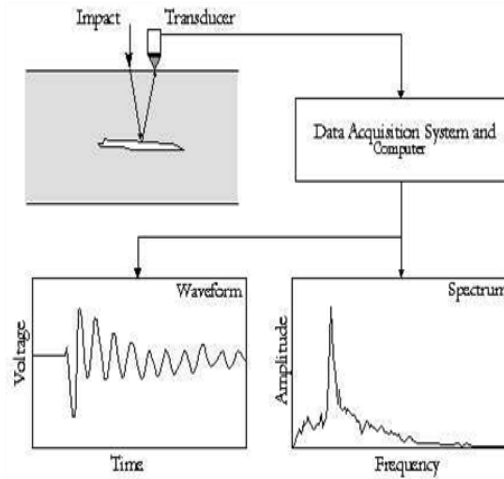 Impact
Transducer
Data Acquisition System and
Computer
Waveform
Voltage
Time
Spectrum
Amplitude
Frequency